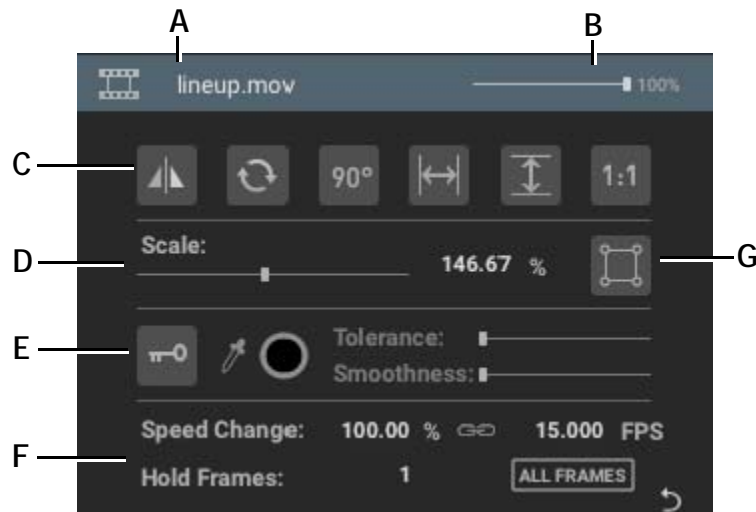 A
B
lineup.mov
100%
C
90°
1:1
D
Scale:
146.67 %
G
E
Tolerance:
Smoothness:
F
Speed Change: 100.00 % 15.000 FPS
Hold Frames: 1 ALL FRAMES